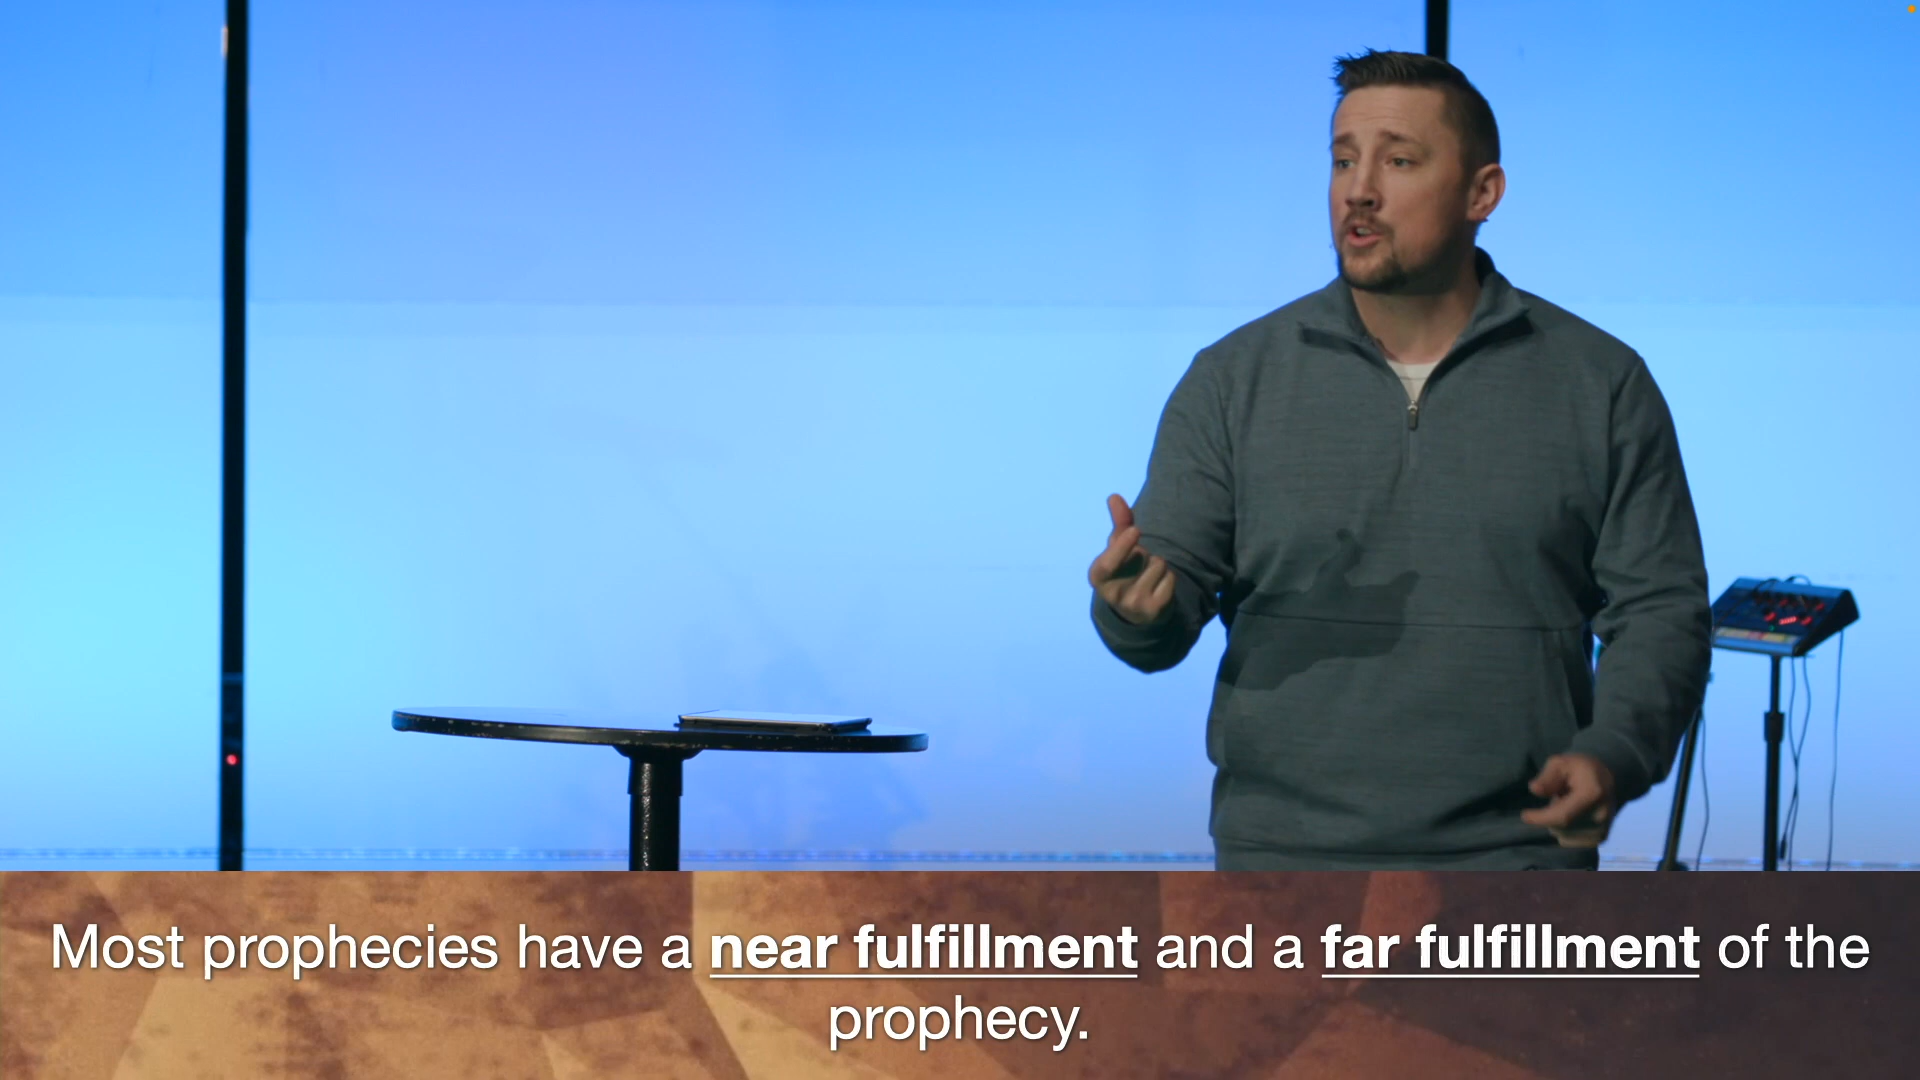 Most prophecies have a near fulfillment and a far fulfillment of the
prophecy.